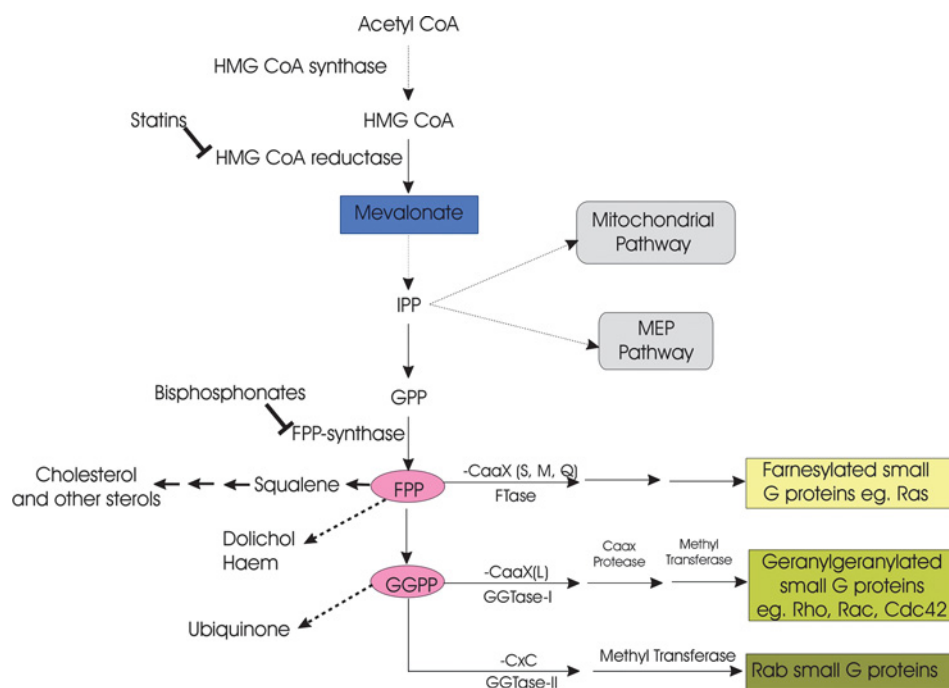 Acetyl CoA
HMG CoA synthase
Statins
HMG CoA
HMG CoA reductase
Mevalonate
Mitochondrial
Pathway
IPP
MEP
Pathway
Bisphosphonates
GPP
FPP-synthase
Cholesterol
and other sterols
Squalene
FPP
-CaaX (S, M, Q)
FTase
Farnesylated small
G proteins eg. Ras
Dolichol
Haem
GGPP
-CaaX(L)
GGTase-I
Caax
Protease
Methyl
Transferase
Geranylgeranylated
small G proteins
eg. Rho, Rac, Cdc42
Ubiquinone
-CxC
GGTase-II
Methyl Transferase
Rab small G proteins